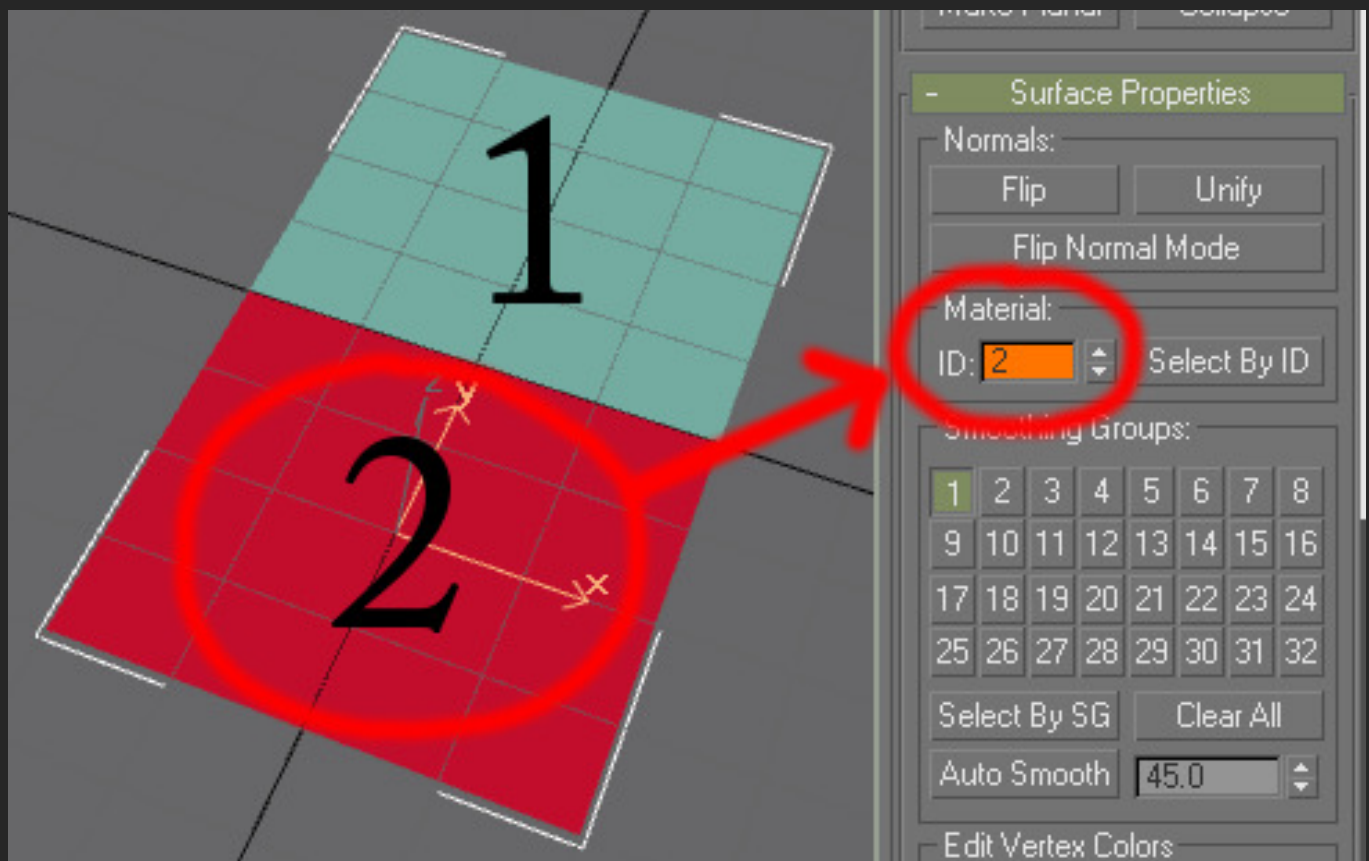 Make Planar Collapse
- Surface Properties
Normals:
Flip Unify
Flip Normal Mode
Material:
ID: 2 Select By ID
Smoothing Groups:
1 2 3 4 5 6 7 8
9 10 11 12 13 14 15 16
17 18 19 20 21 22 23 24
25 26 27 28 29 30 31 32
Select By SG Clear All
Auto Smooth 45.0
Edit Vertex Colors
1
z y
2
x